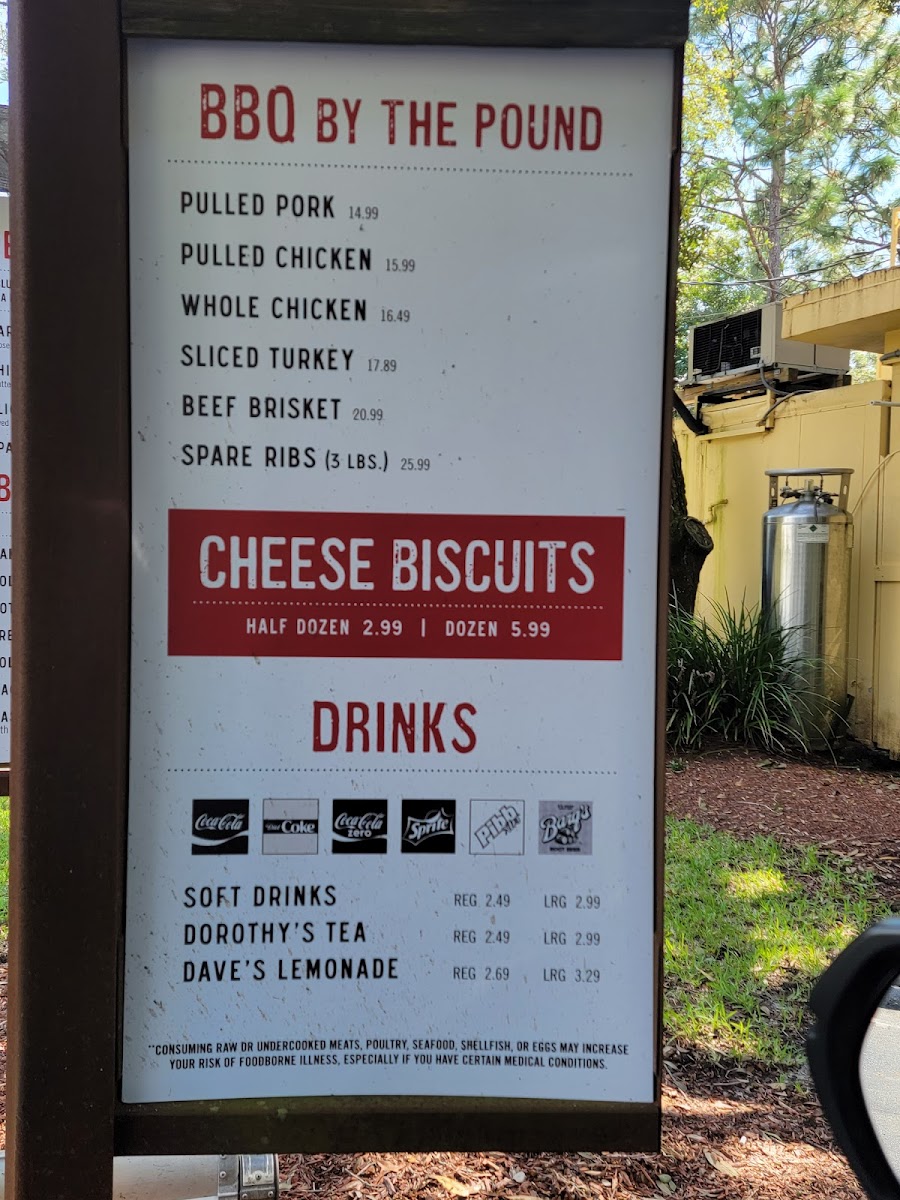 BBQ BY THE POUND
PULLED PORK 14.99
PULLED CHICKEN 15.99
WHOLE CHICKEN 16.49
SLICED TURKEY 17.89
BEEF BRISKET 20.99
SPARE RIBS (3 LBS.) 25.99
CHEESE BISCUITS
HALF DOZEN 2.99 | DOZEN 5.99
DRINKS
Coca-Cola Diet Coke Coca-Cola zero Sprite Pibb Xtra Barq's ROOT BEER
SOFT DRINKS REG 2.49 LRG 2.99
DOROTHY'S TEA REG 2.49 LRG 2.99
DAVE'S LEMONADE REG 2.69 LRG 3.29
**CONSUMING RAW OR UNDERCOOKED MEATS, POULTRY, SEAFOOD, SHELLFISH, OR EGGS MAY INCREASE
YOUR RISK OF FOODBORNE ILLNESS, ESPECIALLY IF YOU HAVE CERTAIN MEDICAL CONDITIONS.